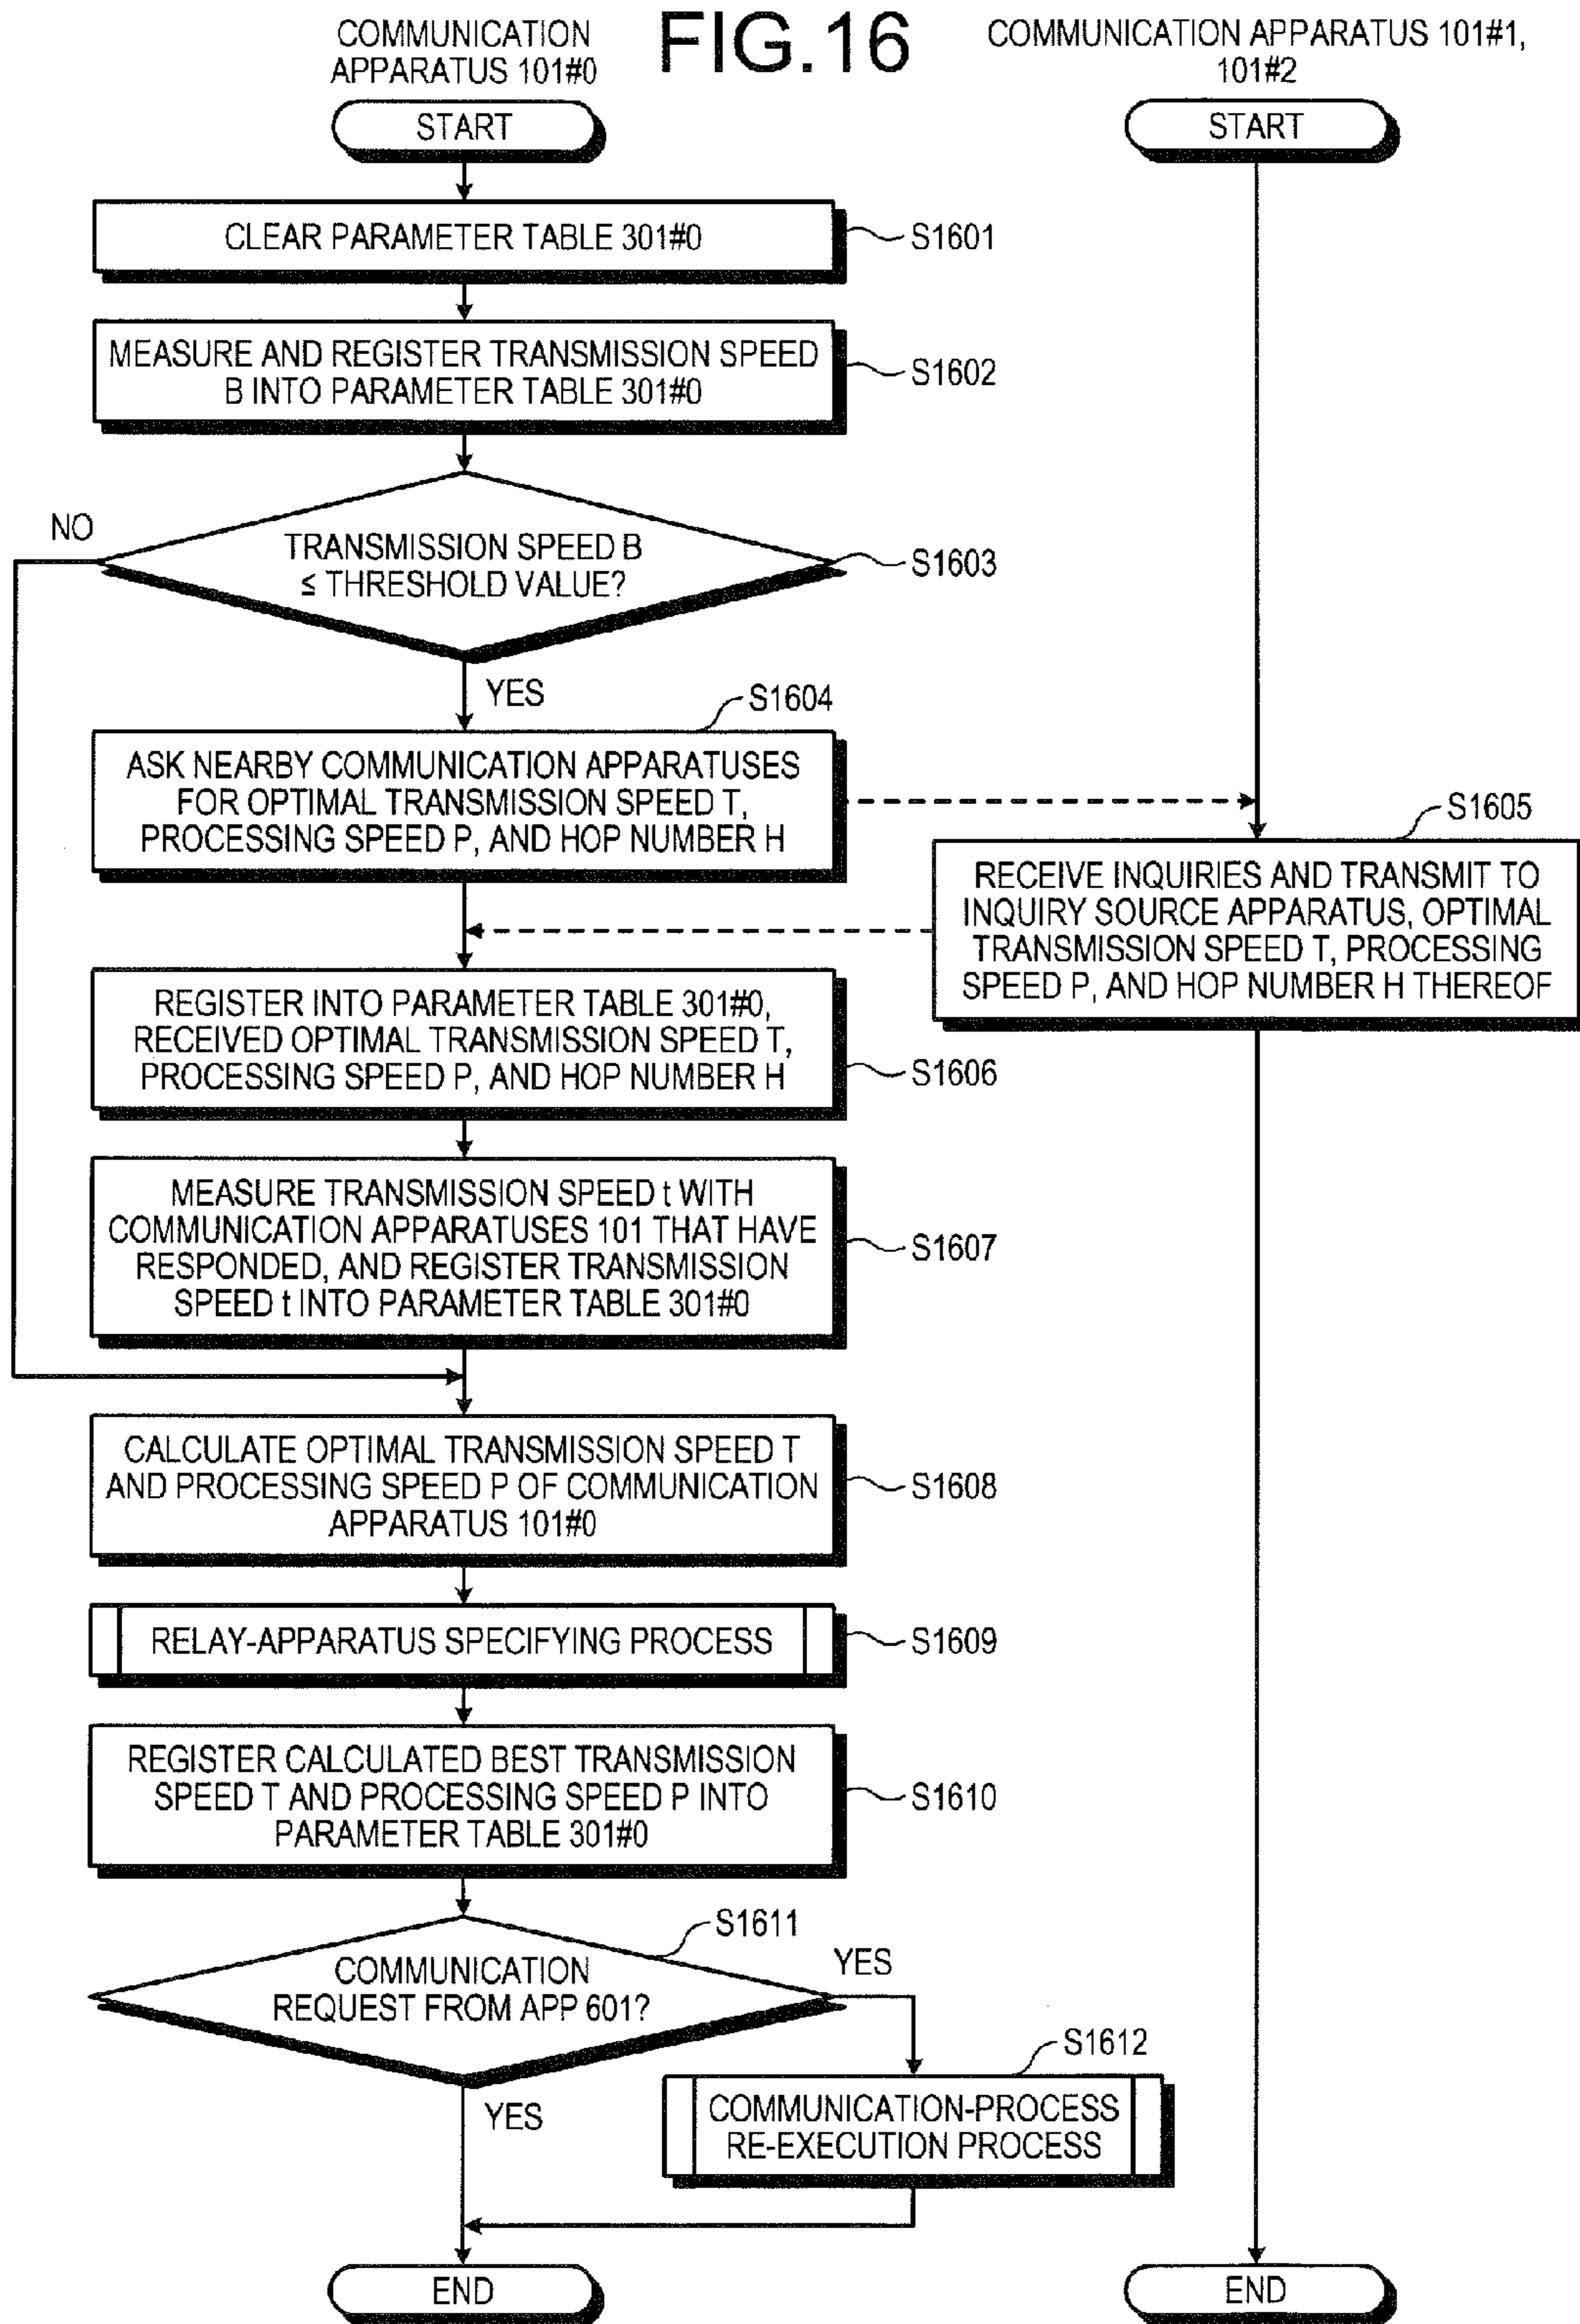 FIG.16
COMMUNICATION
APPARATUS 101#0
COMMUNICATION APPARATUS 101#1,
101#2
START
START
CLEAR PARAMETER TABLE 301#0
S1601
MEASURE AND REGISTER TRANSMISSION SPEED
B INTO PARAMETER TABLE 301#0
S1602
NO
TRANSMISSION SPEED B
≤ THRESHOLD VALUE?
S1603
YES
S1604
ASK NEARBY COMMUNICATION APPARATUSES
FOR OPTIMAL TRANSMISSION SPEED T,
PROCESSING SPEED P, AND HOP NUMBER H
S1605
RECEIVE INQUIRIES AND TRANSMIT TO
INQUIRY SOURCE APPARATUS, OPTIMAL
TRANSMISSION SPEED T, PROCESSING
SPEED P, AND HOP NUMBER H THEREOF
REGISTER INTO PARAMETER TABLE 301#0,
RECEIVED OPTIMAL TRANSMISSION SPEED T,
PROCESSING SPEED P, AND HOP NUMBER H
S1606
MEASURE TRANSMISSION SPEED t WITH
COMMUNICATION APPARATUSES 101 THAT HAVE
RESPONDED, AND REGISTER TRANSMISSION
SPEED t INTO PARAMETER TABLE 301#0
S1607
CALCULATE OPTIMAL TRANSMISSION SPEED T
AND PROCESSING SPEED P OF COMMUNICATION
APPARATUS 101#0
S1608
RELAY-APPARATUS SPECIFYING PROCESS
S1609
REGISTER CALCULATED BEST TRANSMISSION
SPEED T AND PROCESSING SPEED P INTO
PARAMETER TABLE 301#0
S1610
S1611
COMMUNICATION
REQUEST FROM APP 601?
YES
S1612
COMMUNICATION-PROCESS
RE-EXECUTION PROCESS
YES
END
END